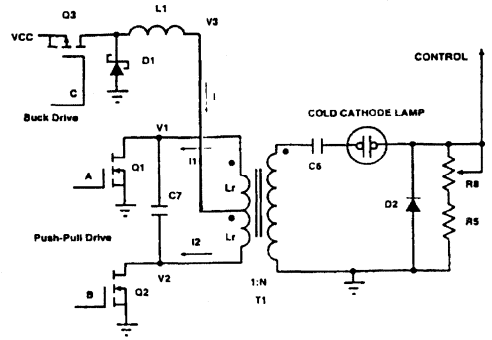 Q3
L1
V3
VCC
D1
CONTROL
C
I
Buck Drive
COLD CATHODE LAMP
V1
I1
A
Q1
C6
Lr
R8
C7
D2
Lr
R5
Push-Pull Drive
I2
V2
1:N
B
Q2
T1